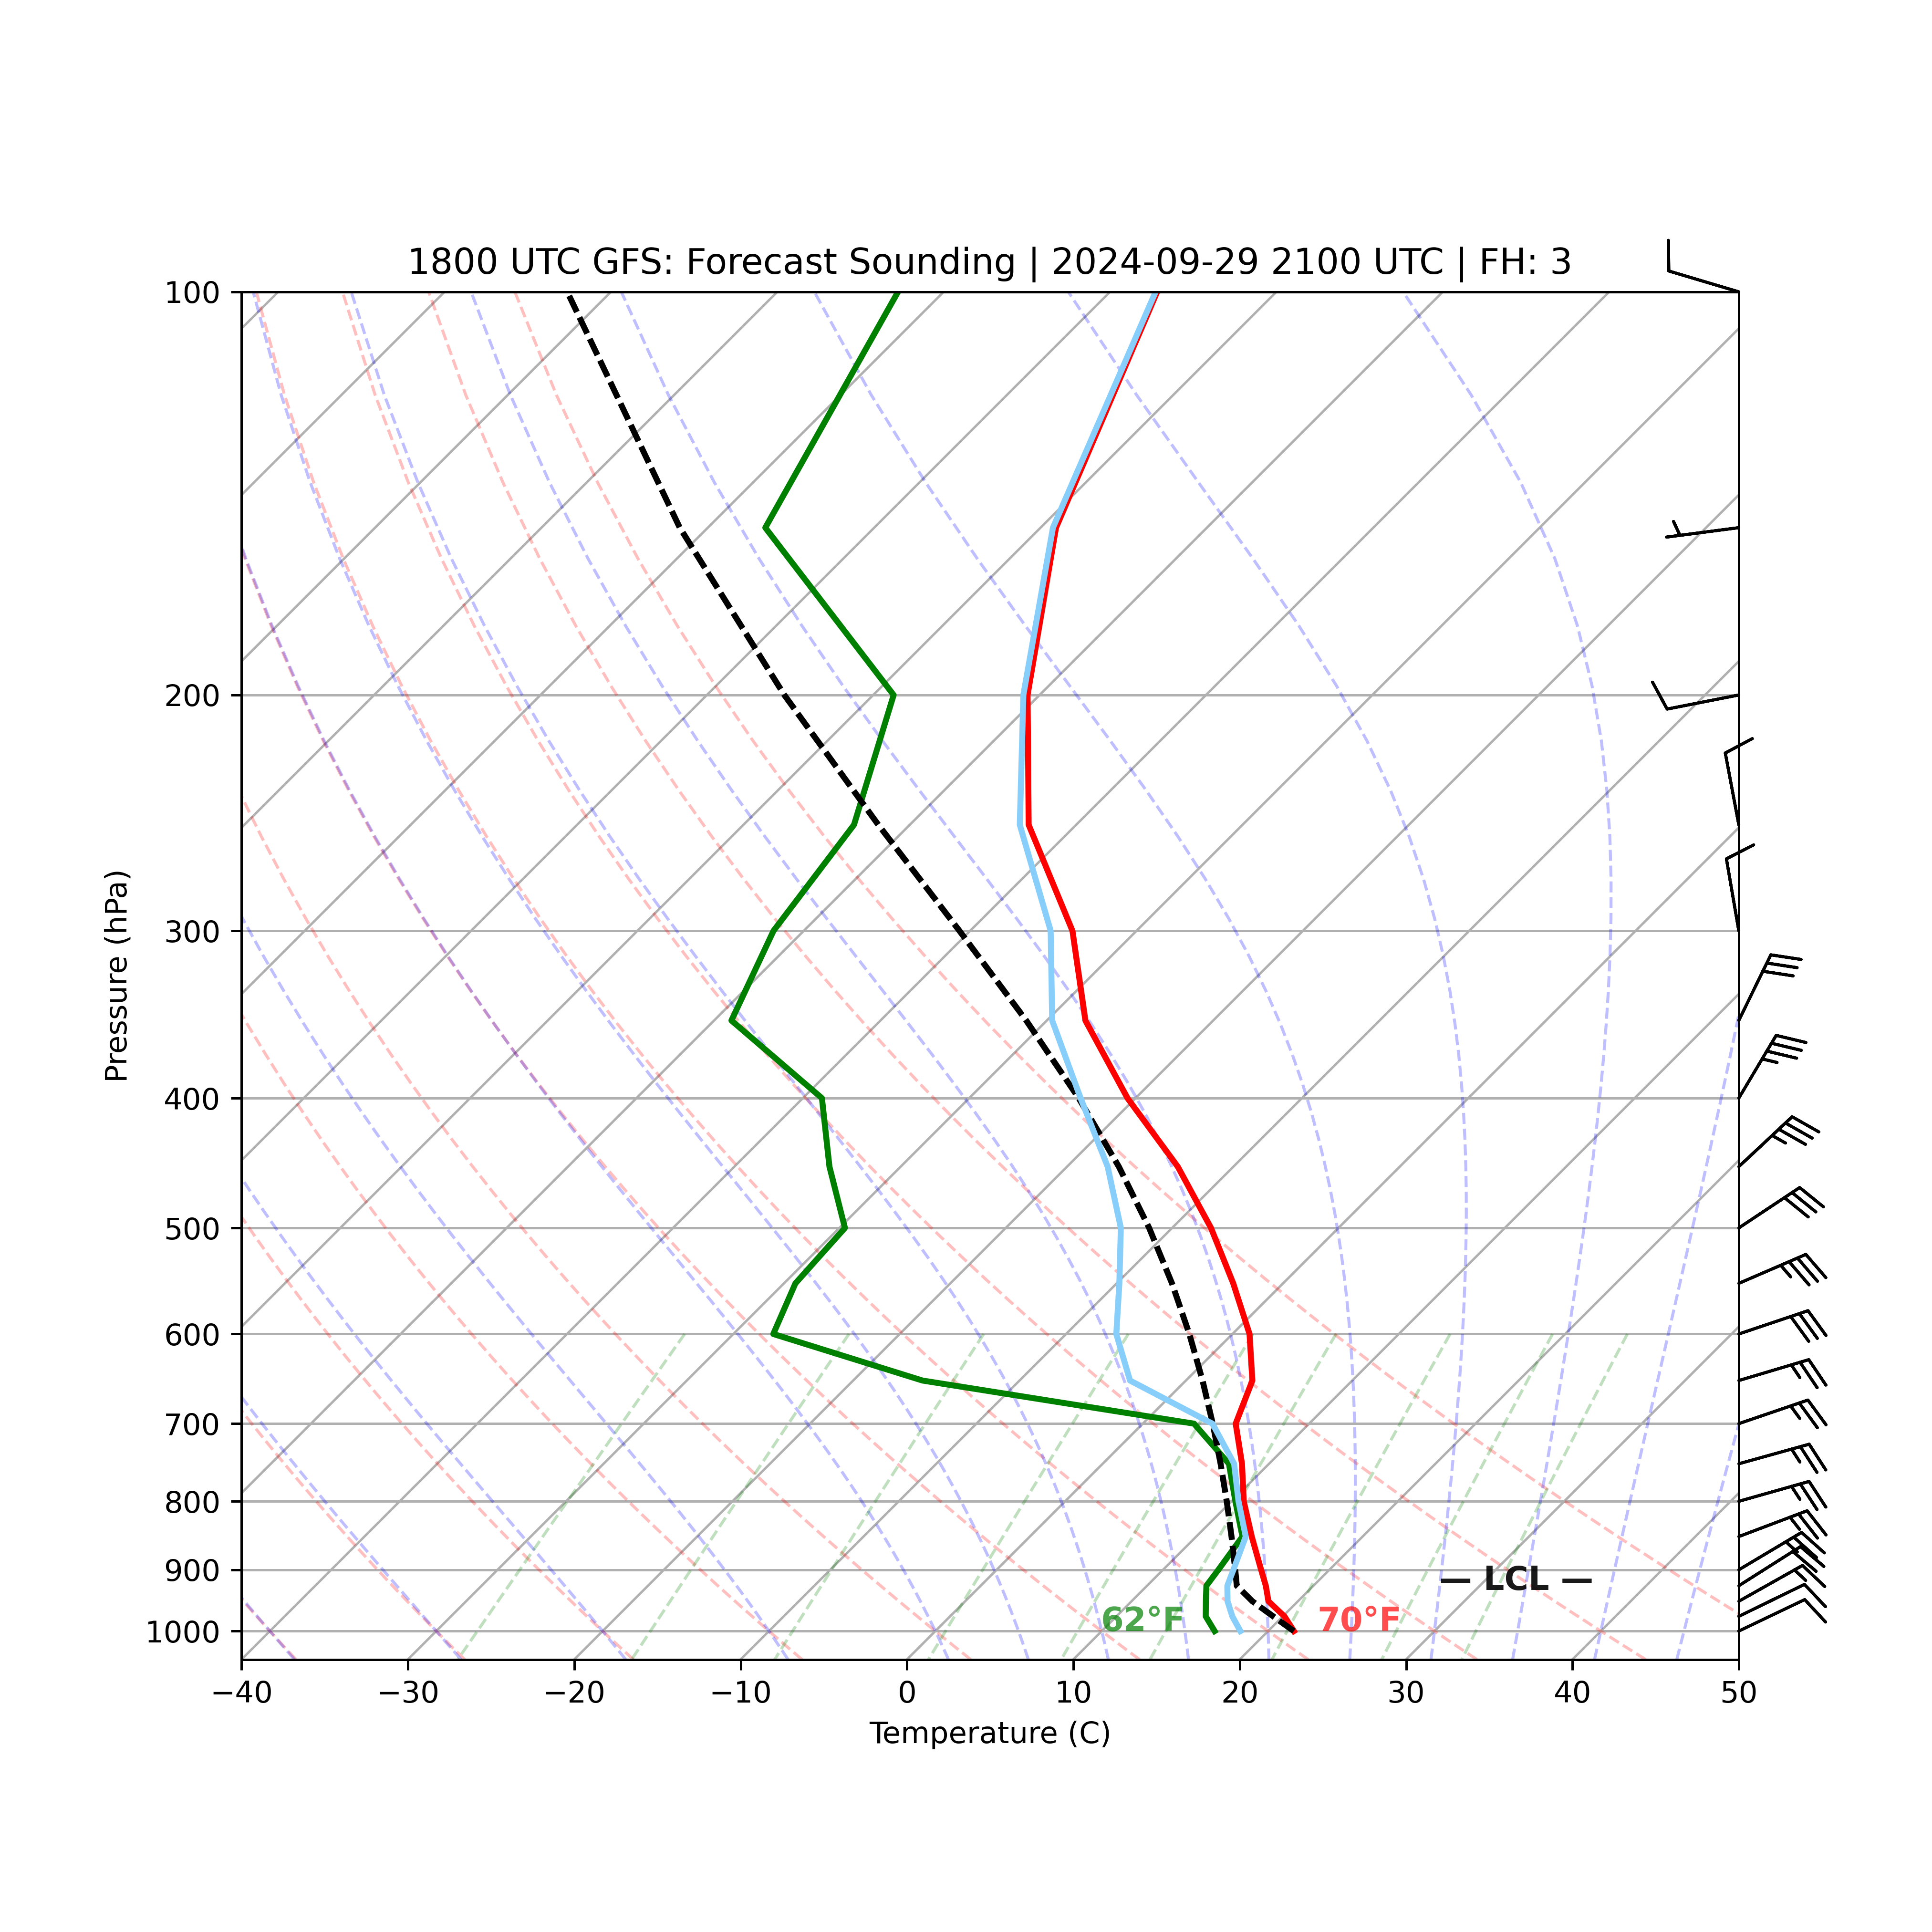 1800 UTC GFS: Forecast Sounding | 2024-09-29 2100 UTC | FH: 3
100
200
300
400
500
600
700
800
900
1000
Pressure (hPa)
— LCL —
62°F
70°F
−40 −30 −20 −10 0 10 20 30 40 50
Temperature (C)